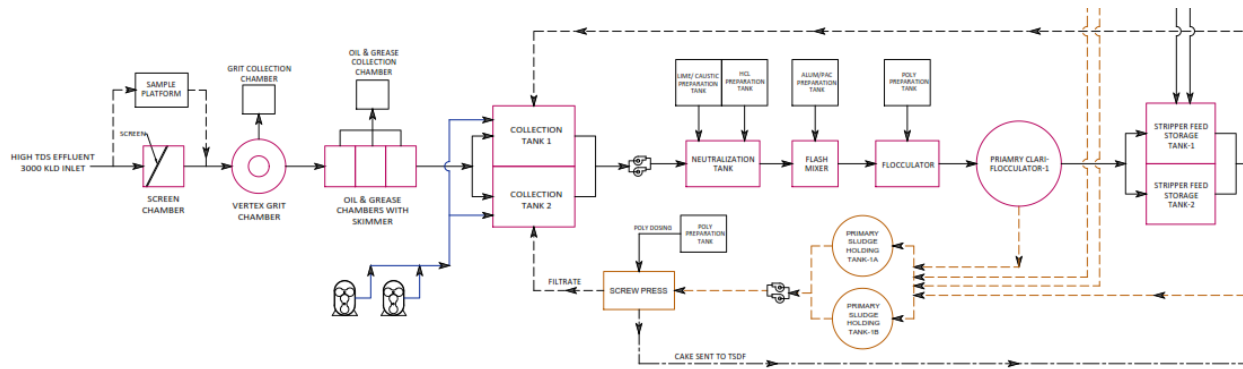 GRIT COLLECTION
CHAMBER
OIL & GREASE
COLLECTION
CHAMBER
SAMPLE
PLATFORM
SCREEN
HIGH TDS EFFLUENT
3000 KLD INLET
SCREEN
CHAMBER
VERTEX GRIT
CHAMBER
OIL & GREASE
CHAMBERS WITH
SKIMMER
COLLECTION
TANK 1
COLLECTION
TANK 2
LIME/ CAUSTIC
PREPARATION
TANK
HCL
PREPARATION
TANK
ALUM/PAC
PREPARATION
TANK
POLY
PREPARATION
TANK
NEUTRALIZATION
TANK
FLASH
MIXER
FLOCCULATOR
PRIAMRY CLARI-
FLOCCULATOR-1
STRIPPER FEED
STORAGE
TANK-1
STRIPPER FEED
STORAGE
TANK-2
POLY DOSING
POLY
PREPARATION
TANK
FILTRATE
SCREW PRESS
PRIMARY
SLUDGE
HOLDING
TANK-1A
PRIMARY
SLUDGE
HOLDING
TANK-1B
CAKE SENT TO TSDF